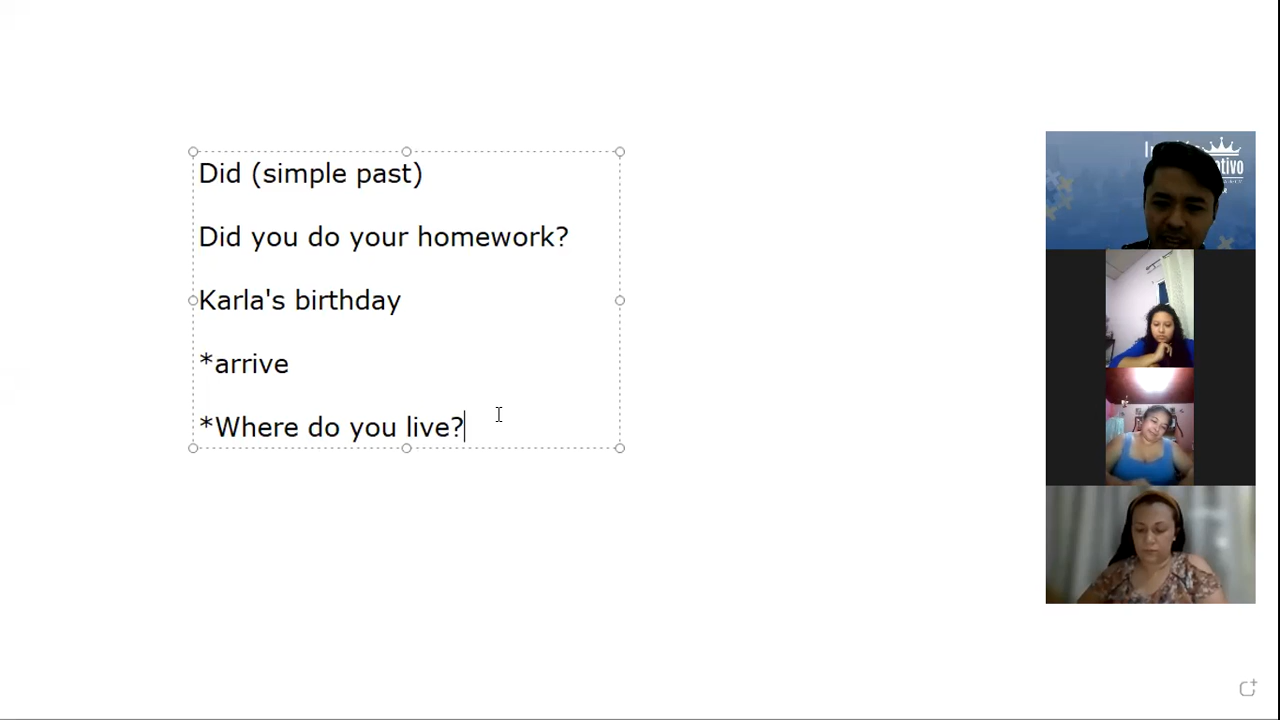 Did (simple past)
Did you do your homework?
Karla's birthday
*arrive
*Where do you live?